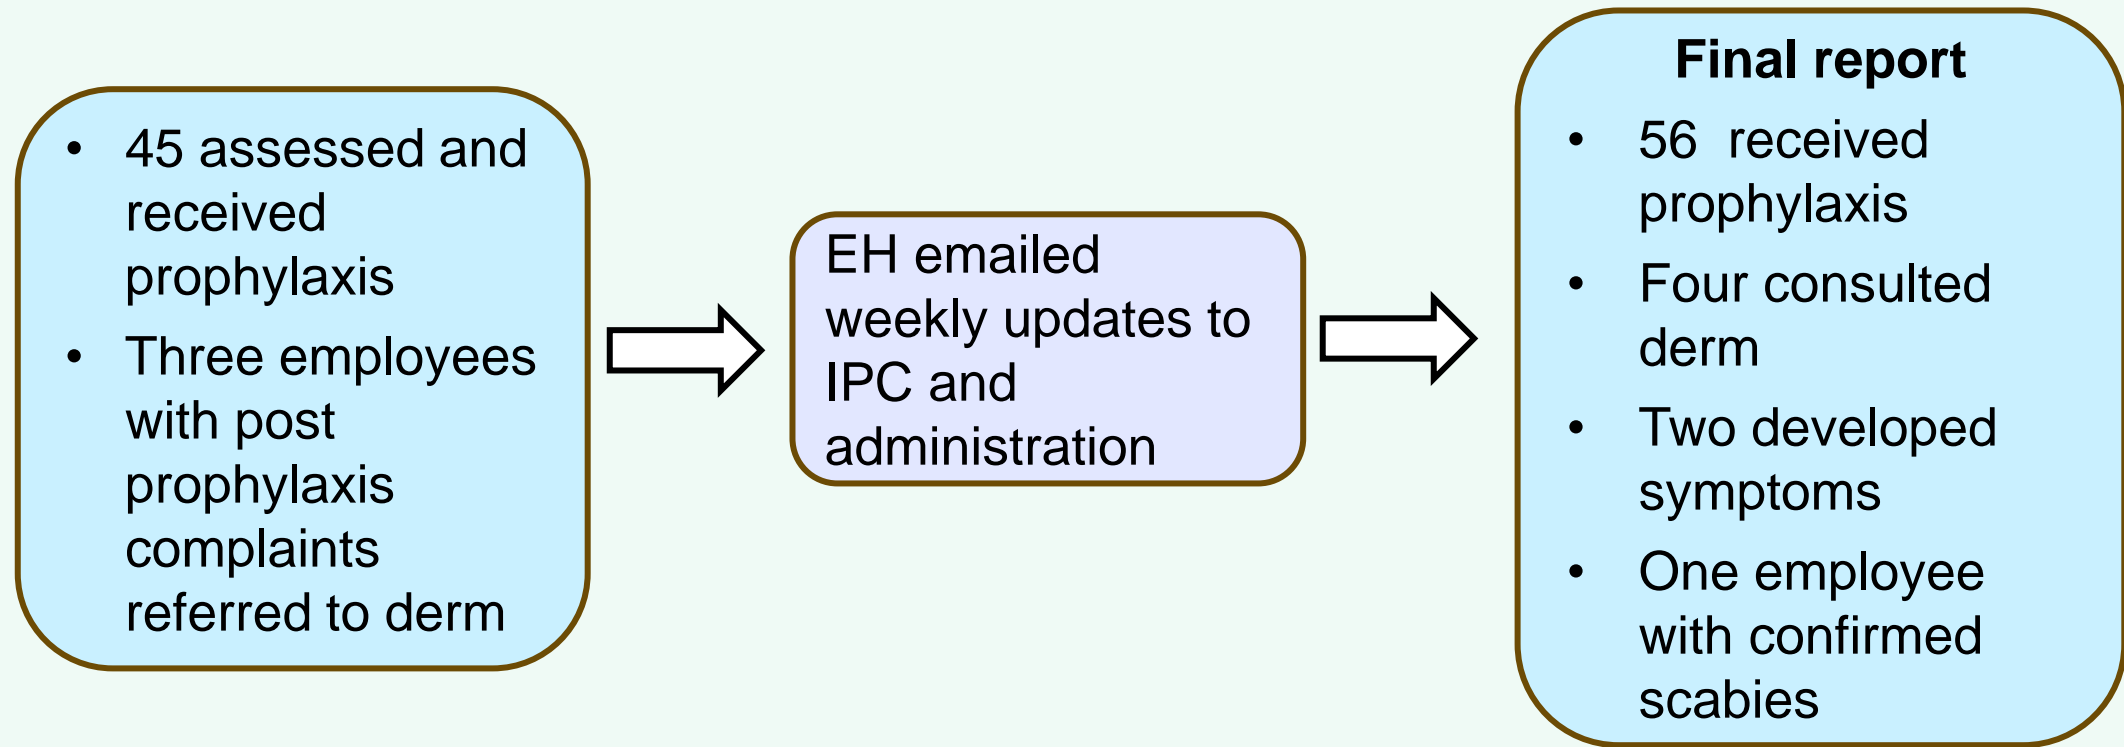 • 45 assessed and
received
prophylaxis
• Three employees
with post
prophylaxis
complaints
referred to derm
EH emailed
weekly updates to
IPC and
administration
Final report
• 56 received
prophylaxis
• Four consulted
derm
• Two developed
symptoms
• One employee
with confirmed
scabies